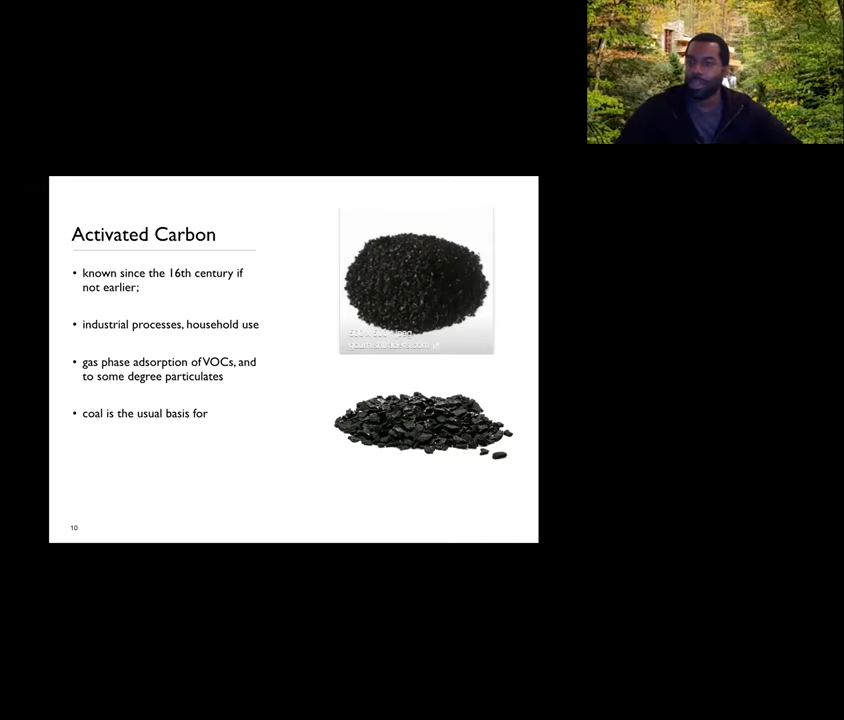 Activated Carbon
• known since the 16th century if
not earlier;
• industrial processes, household use
• gas phase adsorption of VOCs, and
to some degree particulates
• coal is the usual basis for
10